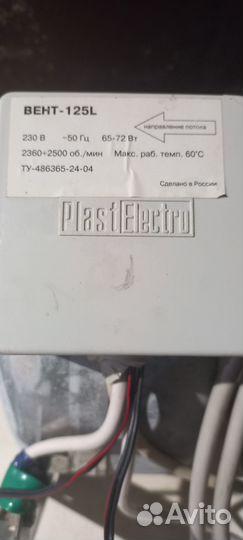 ВЕНТ-125L
направление потока
230 В ~50 Гц 65-72 Вт
2360÷2500 об./мин Макс. раб. темп. 60°С
ТУ-486365-24-04
Сделано в России
PlastElectro
Avito